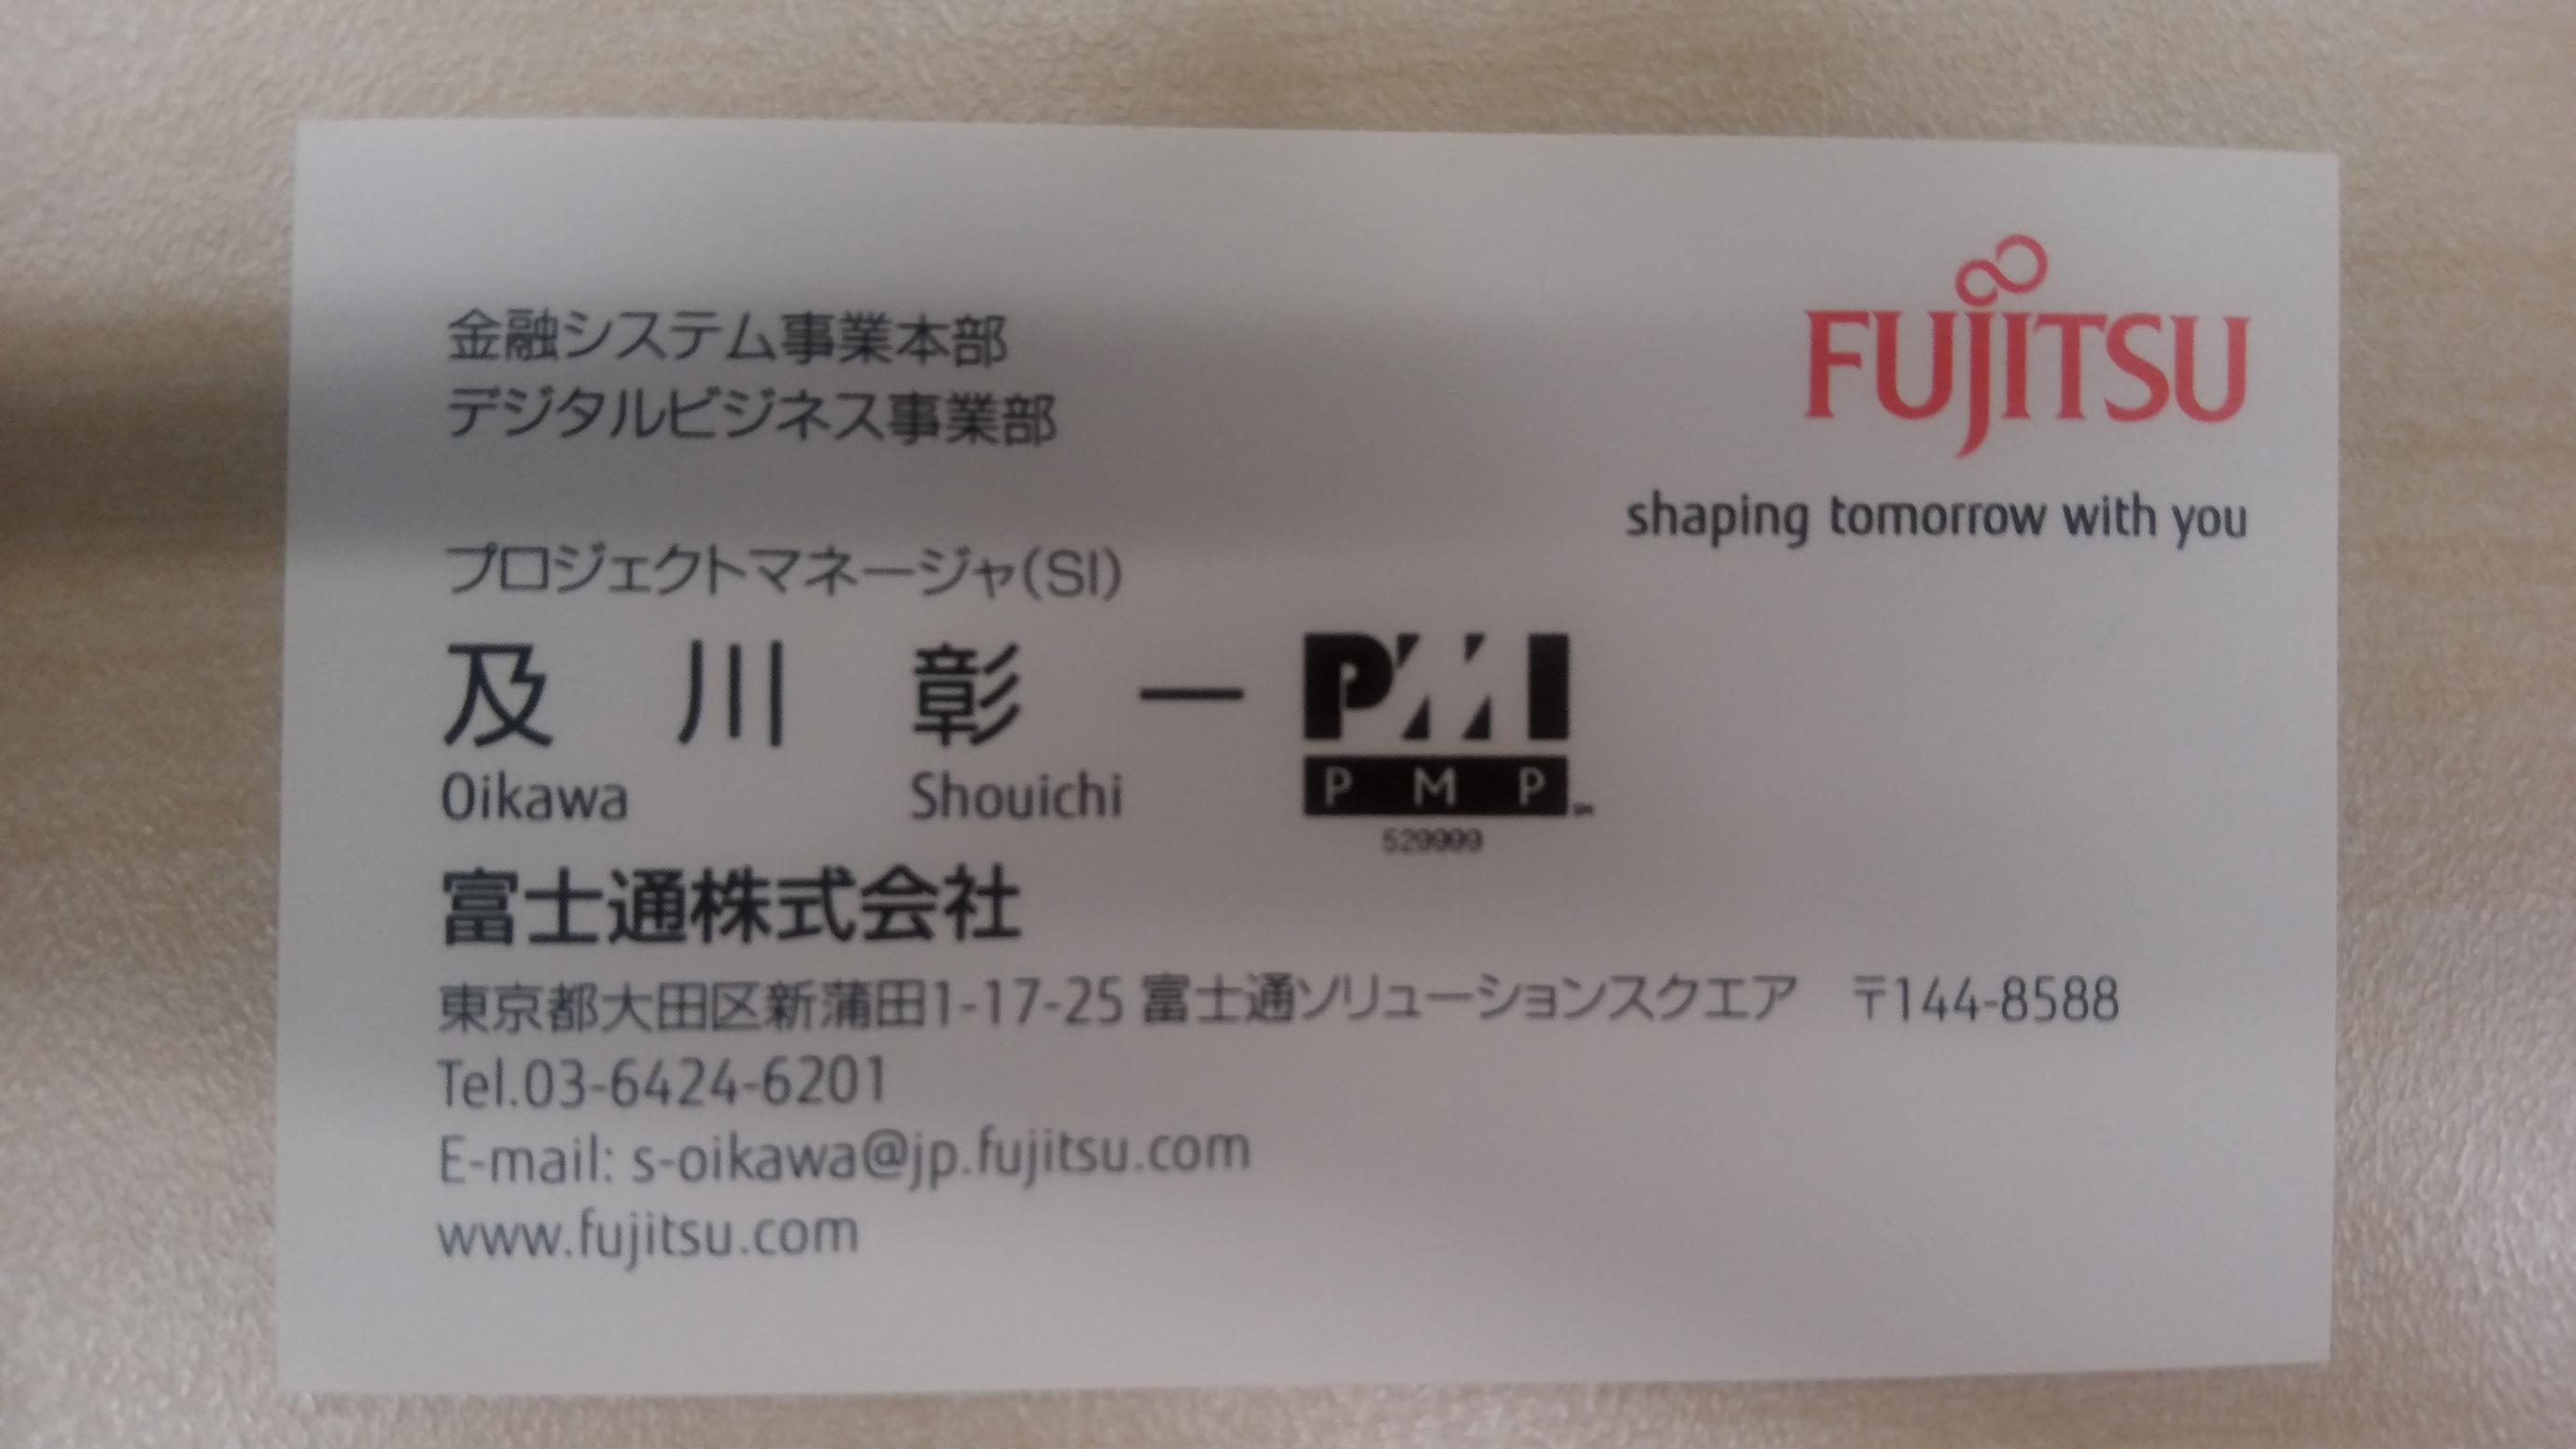 金融システム事業本部
デジタルビジネス事業部
FUJITSU
shaping tomorrow with you
プロジェクトマネージャ(SI)
及川彰一
Oikawa Shouichi
PMI
PMP
529999
富士通株式会社
東京都大田区新蒲田1-17-25 富士通ソリューションスクエア 〒144-8588
Tel.03-6424-6201
E-mail: s-oikawa@jp.fujitsu.com
www.fujitsu.com